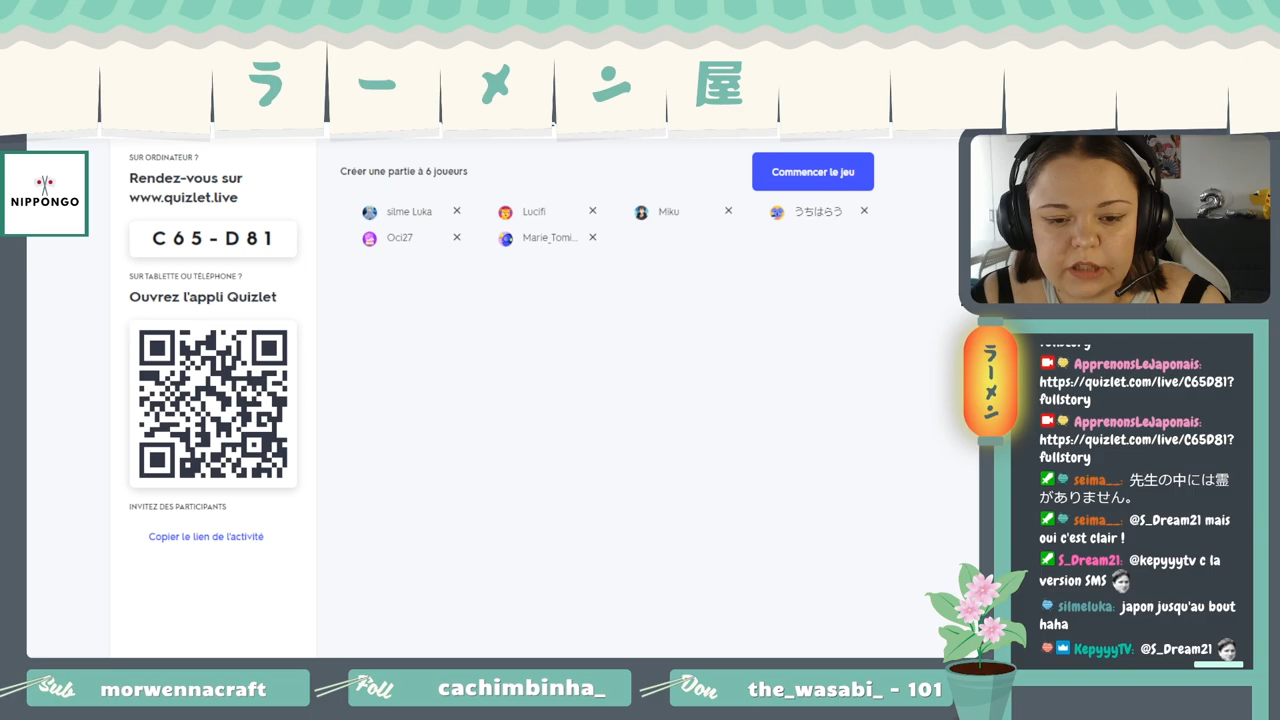 ラーメン屋
NIPPONGO
SUR ORDINATEUR ?
Rendez-vous sur
www.quizlet.live
C65-D81
SUR TABLETTE OU TÉLÉPHONE ?
Ouvrez l'appli Quizlet
INVITEZ DES PARTICIPANTS
Copier le lien de l'activité
Créer une partie à 6 joueurs
Commencer le jeu
silme Luka
Lucifi
Miku
うちはらう
Oci27
Marie_Tomi...
ラーメン
fullstory
ApprenonsLeJaponais:
https://quizlet.com/live/C65D81?
fullstory
ApprenonsLeJaponais:
https://quizlet.com/live/C65D81?
fullstory
seima__: 先生の中には霊
がありません。
seima__: @S_Dream21 mais
oui c'est clair !
S_Dream21: @kepyyytv c la
version SMS
silmeluka: japon jusqu'au bout
haha
KepyyyTV: @S_Dream21
Sub morwennacraft
Foll cachimbinha_
Don the_wasabi_ - 101